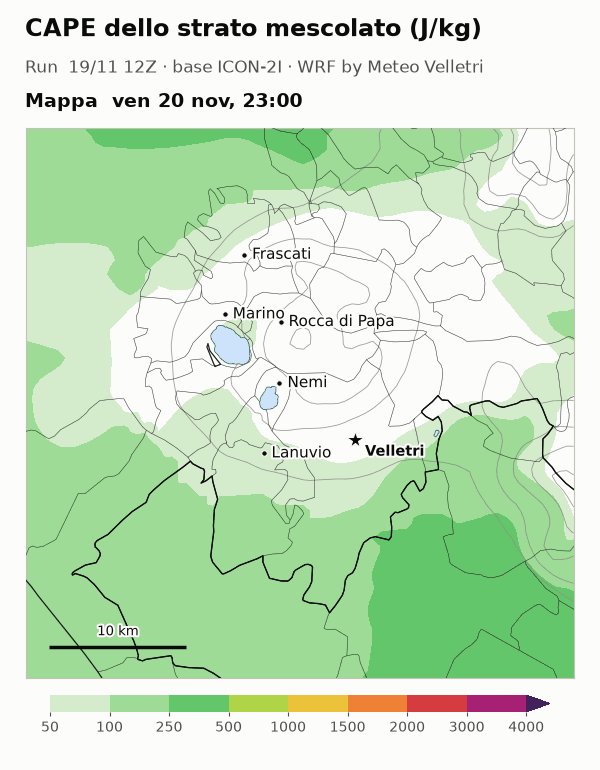 CAPE dello strato mescolato (J/kg)
Run  19/11 12Z · base ICON-2I · WRF by Meteo Velletri
Mappa  ven 20 nov, 23:00
Frascati
Marino
Rocca di Papa
Nemi
Velletri
Lanuvio
10 km
50 100 250 500 1000 1500 2000 3000 4000